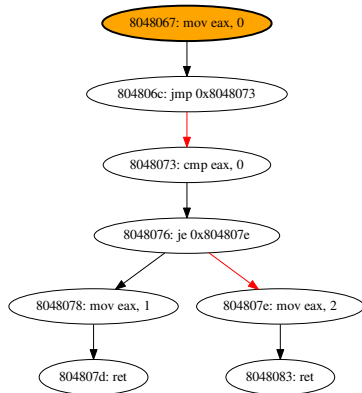 8048067: mov eax, 0
804806c: jmp 0x8048073
8048073: cmp eax, 0
8048076: je 0x804807e
8048078: mov eax, 1
804807e: mov eax, 2
804807d: ret
8048083: ret